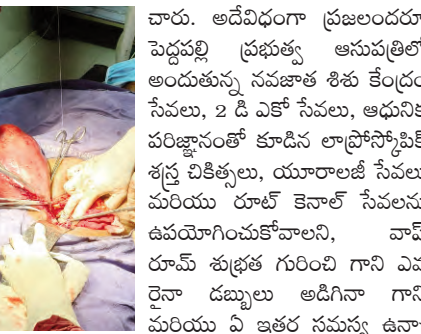 చారు. అదేవిధంగా ప్రజలందరూ
పెద్దపల్లి ప్రభుత్వ ఆసుపత్రిలో
అందుతున్న నవజాత శిశు కేంద్రం
సేవలు, 2 డి ఎకో సేవలు, ఆధునిక
పరిజ్ఞానంతో కూడిన లాప్రోస్కోపిక్
శస్త్ర చికిత్సలు, యూరాలజీ సేవలు
మరియు రూట్ కెనాల్ సేవలను
ఉపయోగించుకోవాలని, వాష్
రూమ్ శుభ్రత గురించి గాని ఎవ
రైనా డబ్బులు అడిగినా గాని
మరియు ఏ ఇతర సమస్య